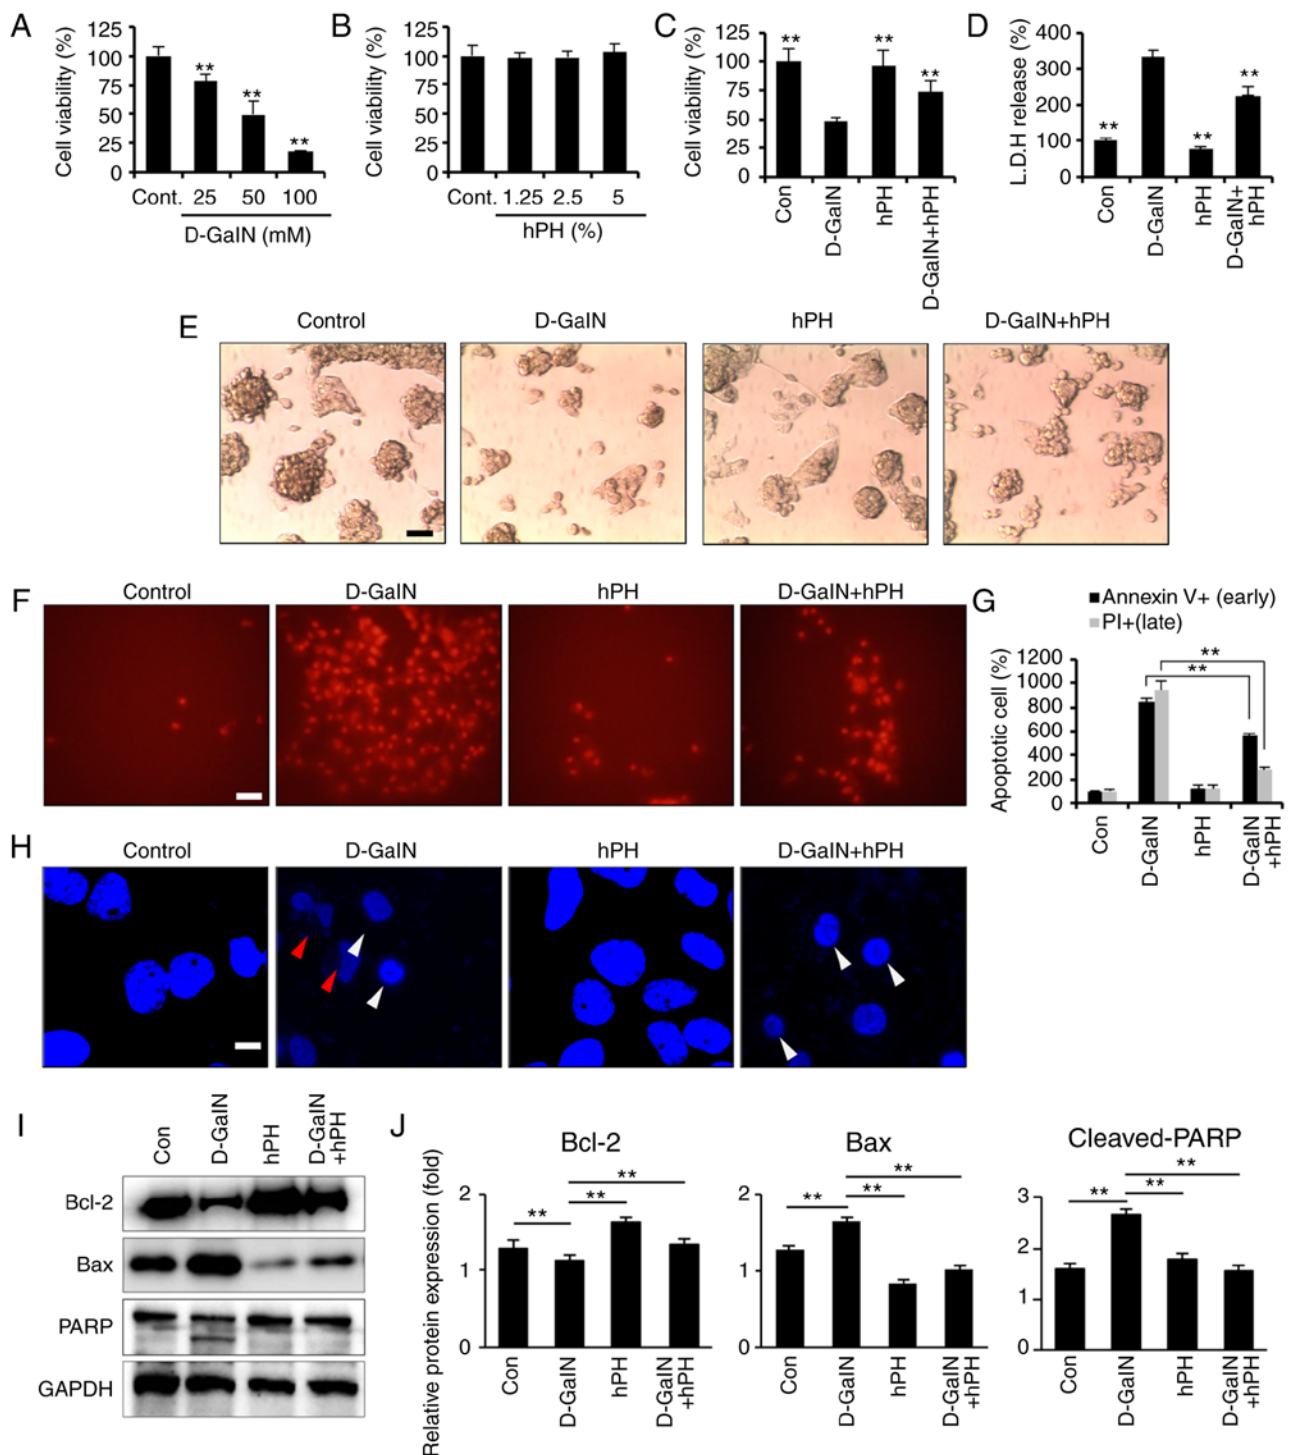 A
Cell viability (%)
125
100
75
50
25
0
**
**
**
Cont. 25 50 100
D-GalN (mM)
B
Cell viability (%)
125
100
75
50
25
0
Cont. 1.25 2.5 5
hPH (%)
C
Cell viability (%)
125
100
75
50
25
0
**
**
**
Con
D-GalN
hPH
D-GalN+hPH
D
L.D.H release (%)
400
300
200
100
0
**
**
**
Con
D-GalN
hPH
D-GalN+
hPH
E
Control D-GalN hPH D-GalN+hPH
F
Control D-GalN hPH D-GalN+hPH
G
Annexin V+ (early)
PI+(late)
Apoptotic cell (%)
1200
1000
800
600
400
200
0
**
**
Con
D-GalN
hPH
D-GalN
+hPH
H
Control D-GalN hPH D-GalN+hPH
I
Con
D-GalN
hPH
D-GalN
+hPH
Bcl-2
Bax
PARP
GAPDH
J
Relative protein expression (fold)
Bcl-2
2
1
0
**
**
**
Con
D-GalN
hPH
D-GalN
+hPH
Bax
2
1
0
**
**
**
Con
D-GalN
hPH
D-GalN
+hPH
Cleaved-PARP
3
2
1
0
**
**
**
Con
D-GalN
hPH
D-GalN
+hPH